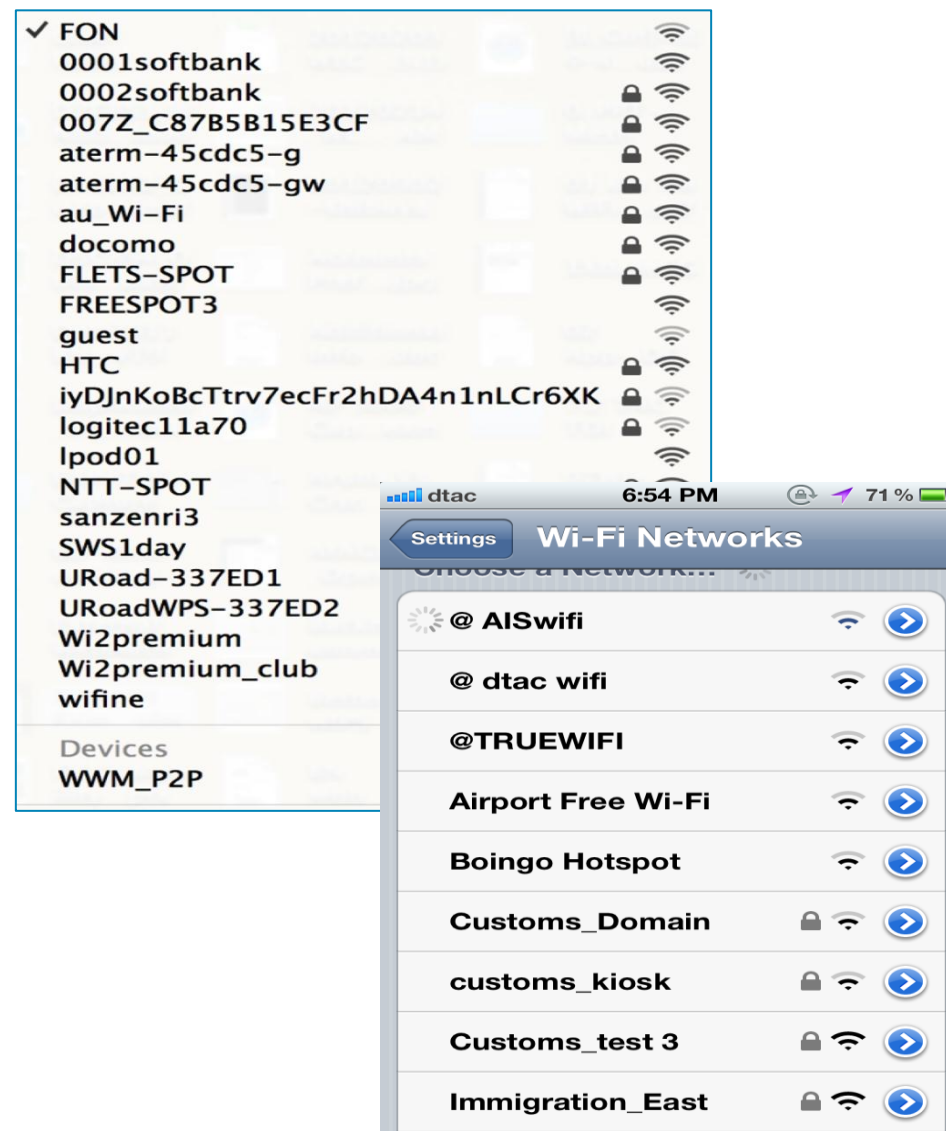 FON
0001softbank
0002softbank
007Z_C87B5B15E3CF
aterm-45cdc5-g
aterm-45cdc5-gw
au_Wi-Fi
docomo
FLETS-SPOT
FREESPOT3
guest
HTC
iyDJnKoBcTtrv7ecFr2hDA4n1nLCr6XK
logitec11a70
lpod01
NTT-SPOT
sanzenri3
SWS1day
URoad-337ED1
URoadWPS-337ED2
Wi2premium
Wi2premium_club
wifine
Devices
WWM_P2P
dtac 6:54 PM 71 %
Settings Wi-Fi Networks
Choose a Network...
@ AISwifi
@ dtac wifi
@TRUEWIFI
Airport Free Wi-Fi
Boingo Hotspot
Customs_Domain
customs_kiosk
Customs_test 3
Immigration_East